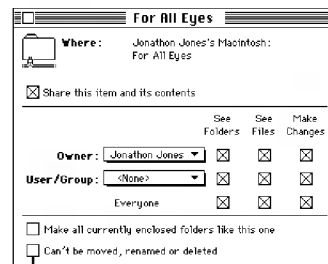 For All Eyes
Where: Jonathon Jones's Macintosh:
For All Eyes
Share this item and its contents
See See Make
Folders Files Changes
Owner: Jonathon Jones
User/Group: <None>
Everyone
Make all currently enclosed folders like this one
Can't be moved, renamed or deleted